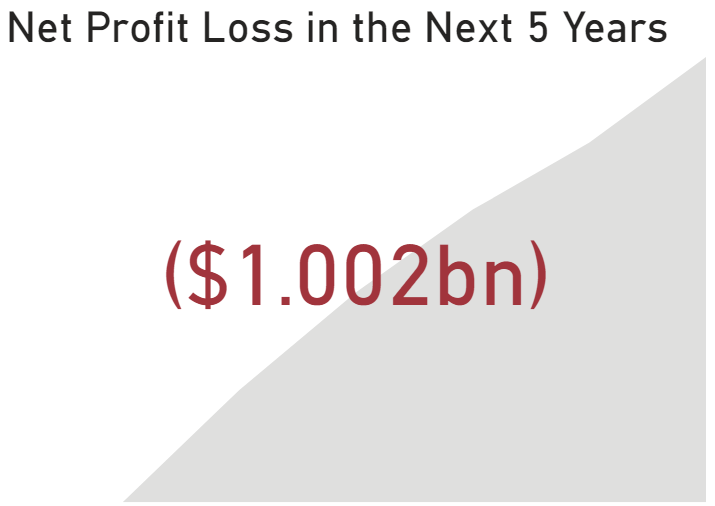 Net Profit Loss in the Next 5 Years
($1.002bn)